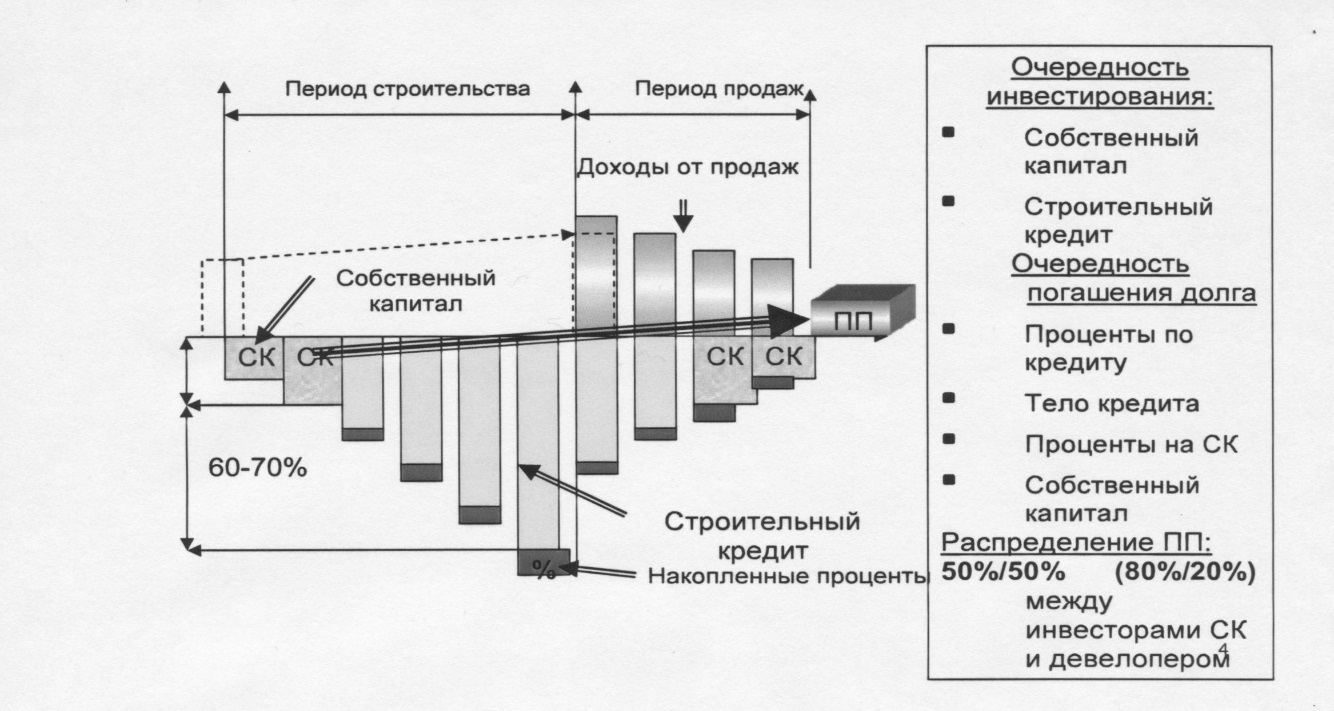 Период строительства
Период продаж
Доходы от продаж
Собственный
капитал
СК
СК
СК
СК
ПП
60-70%
Строительный
кредит
%
Накопленные проценты
Очередность
инвестирования:
▪ Собственный
капитал
▪ Строительный
кредит
Очередность
погашения долга
▪ Проценты по
кредиту
▪ Тело кредита
▪ Проценты на СК
▪ Собственный
капитал
Распределение ПП:
50%/50% (80%/20%)
между
инвесторами СК
и девелопером
4